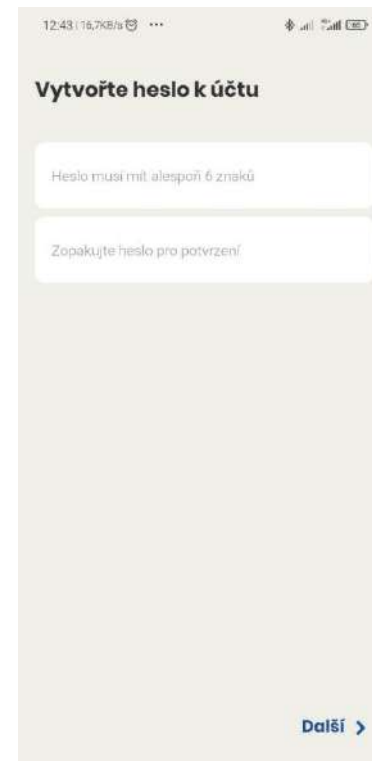 12:43 | 16,7KB/s
Vytvořte heslo k účtu
Heslo musí mít alespoň 6 znaků
Zopakujte heslo pro potvrzení
Další